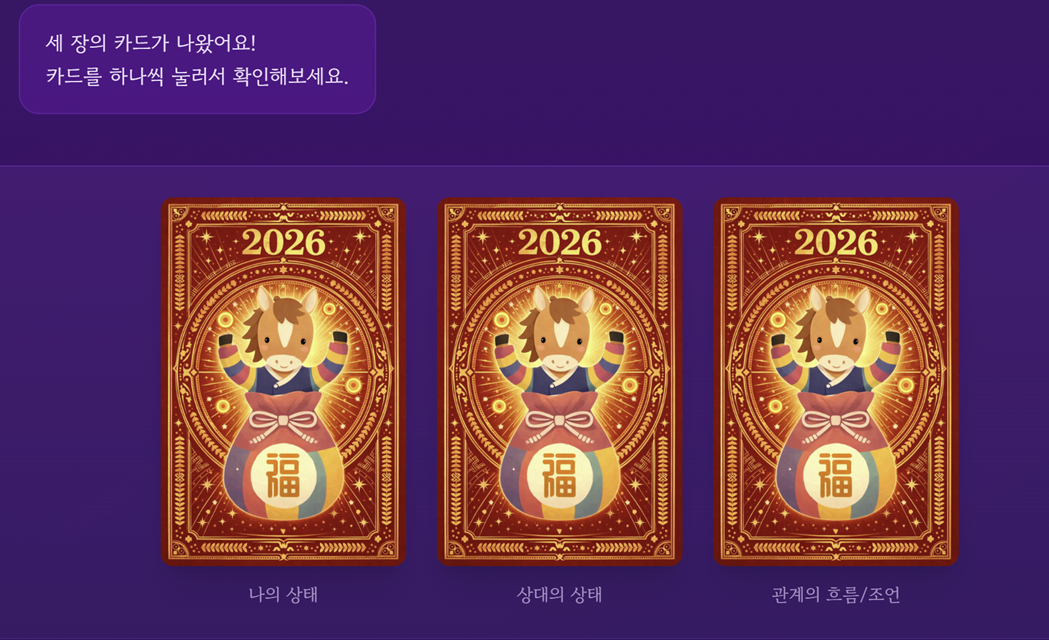 세 장의 카드가 나왔어요!
카드를 하나씩 눌러서 확인해보세요.
2026
福
나의 상태
2026
福
상대의 상태
2026
福
관계의 흐름/조언